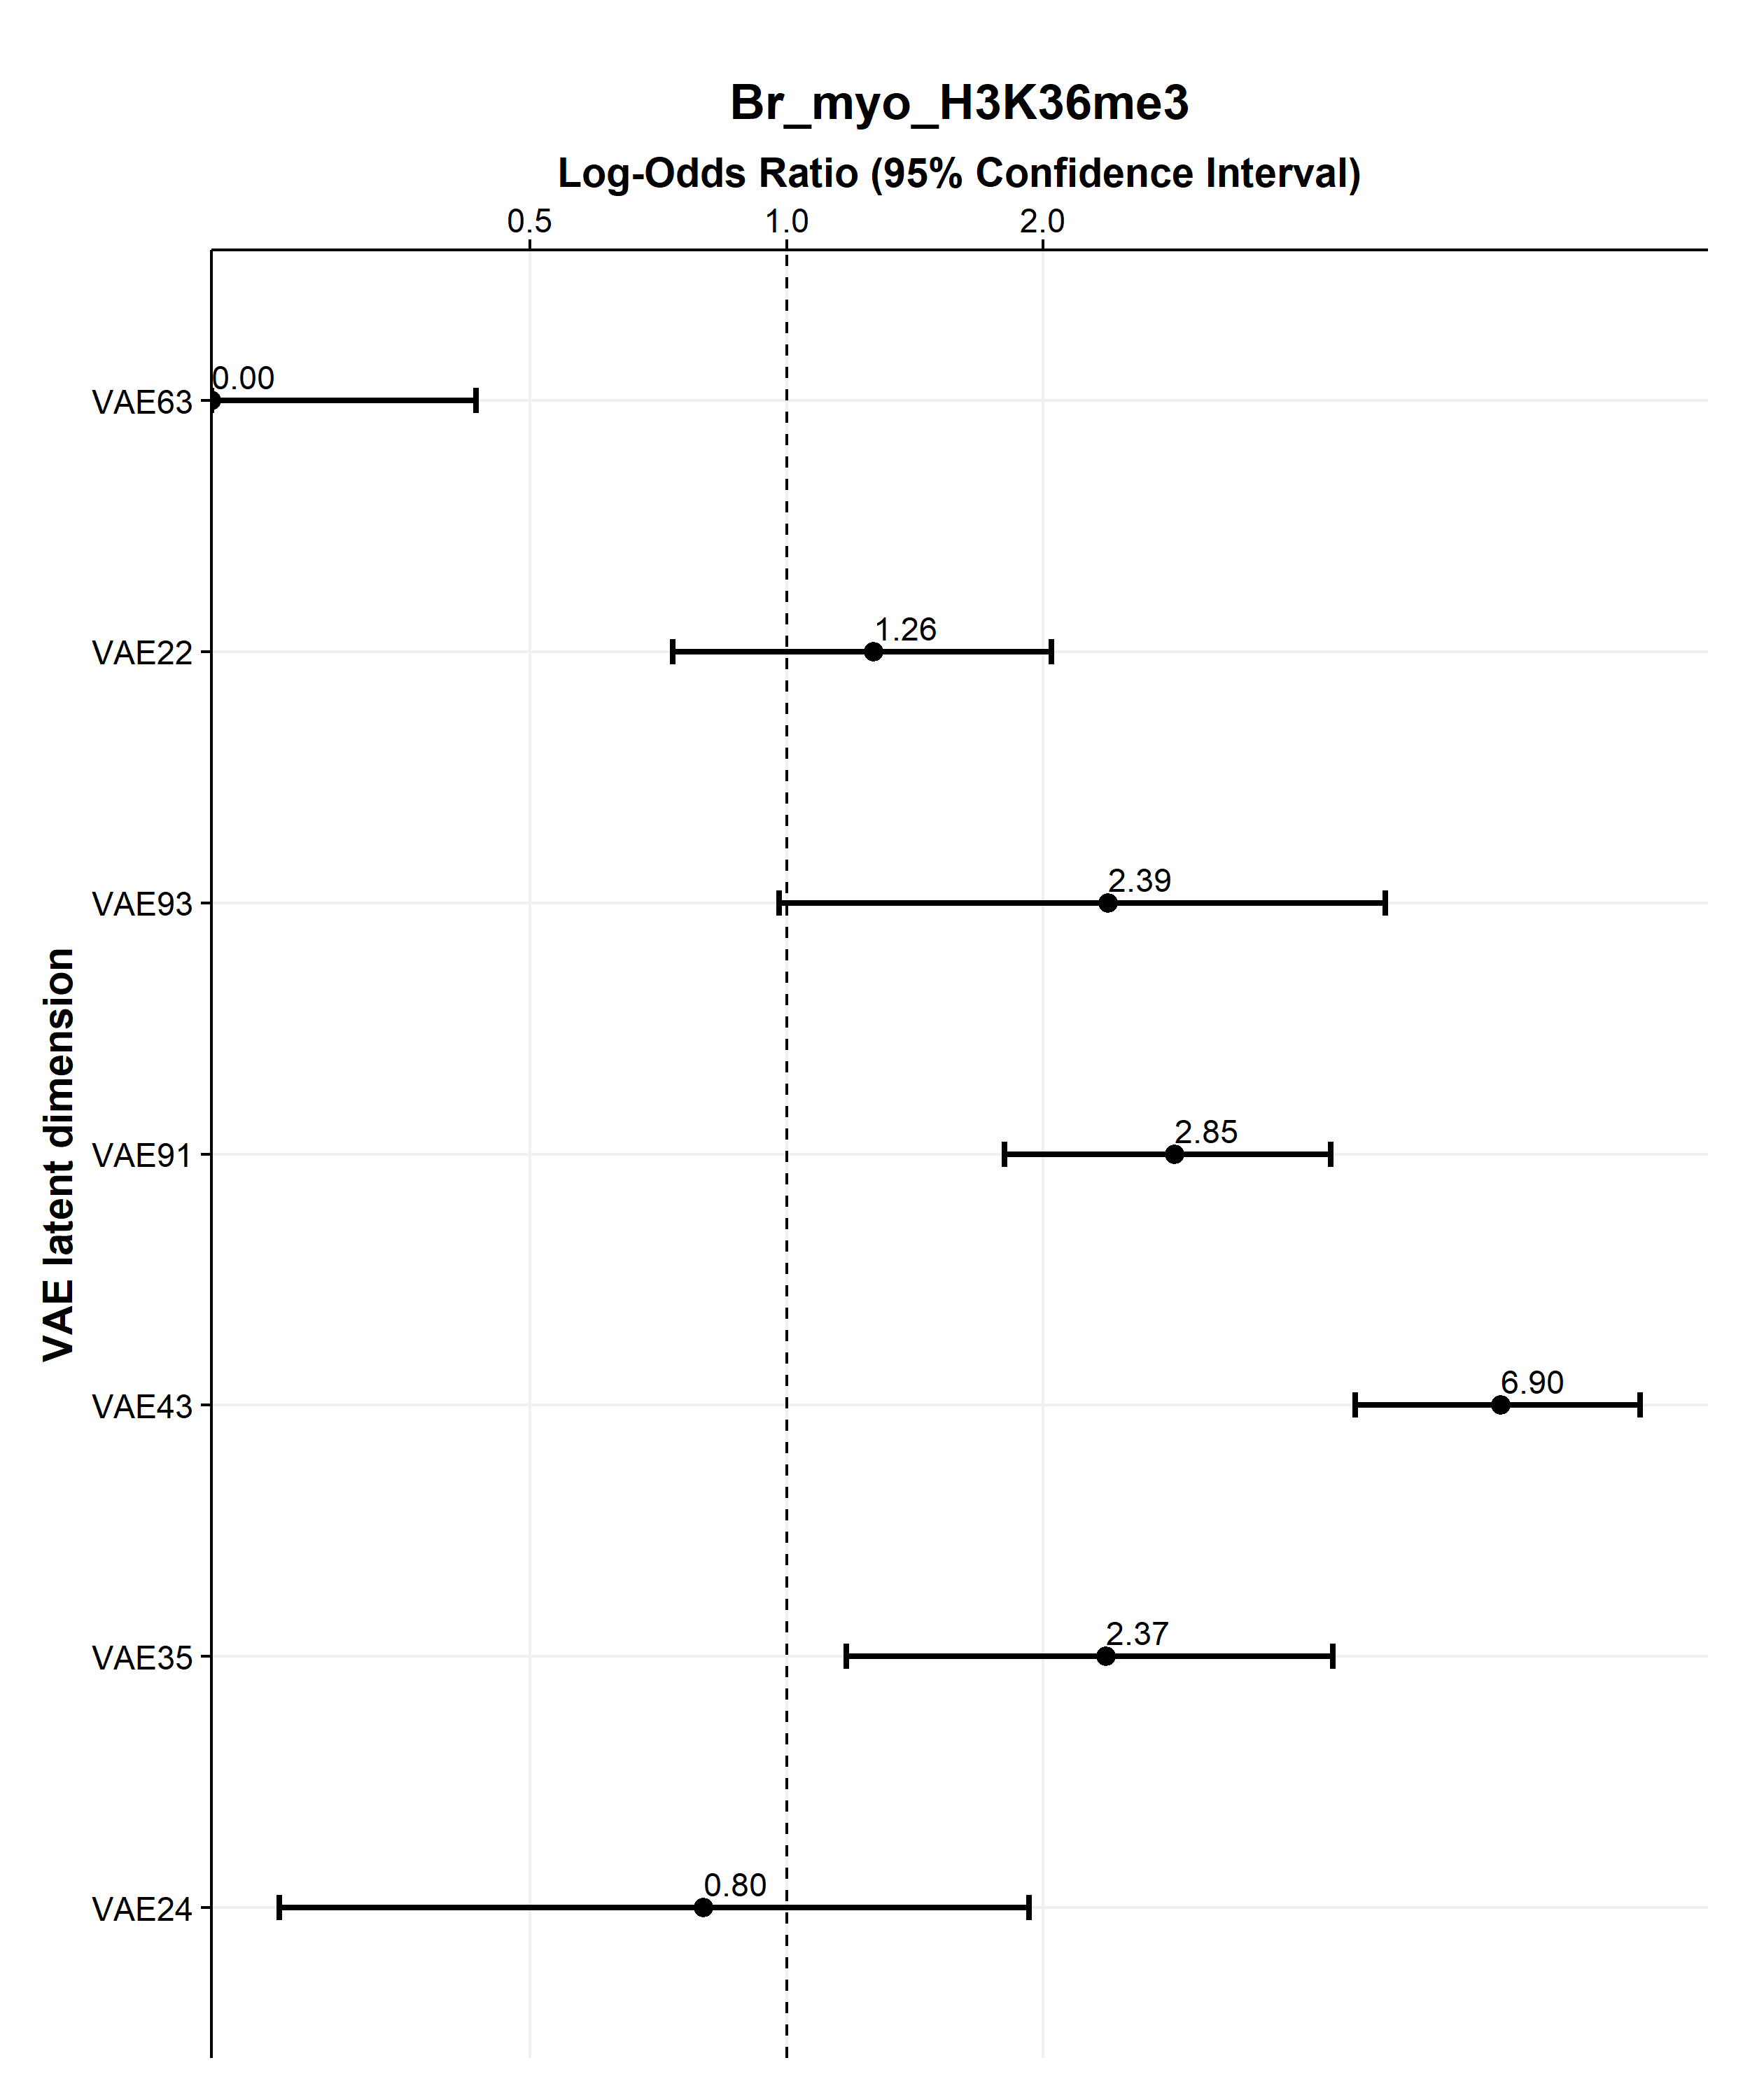 Br_myo_H3K36me3
Log-Odds Ratio (95% Confidence Interval)
0.5 1.0 2.0
VAE63 0.00
VAE22 1.26
VAE93 2.39
VAE91 2.85
VAE43 6.90
VAE35 2.37
VAE24 0.80
VAE latent dimension